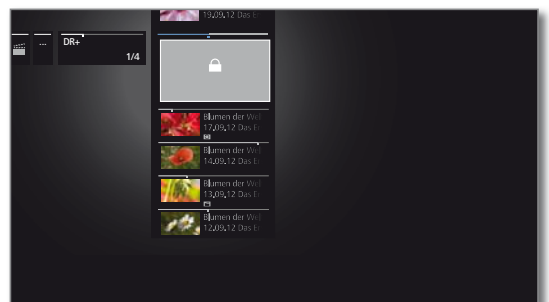 19.09.12 Das E
...
DR+
1/4
Blumen der Wel
17.09.12 Das E
Blumen der Wel
14.09.12 Das E
Blumen der Wel
13.09.12 Das E
Blumen der Wel
12.09.12 Das E